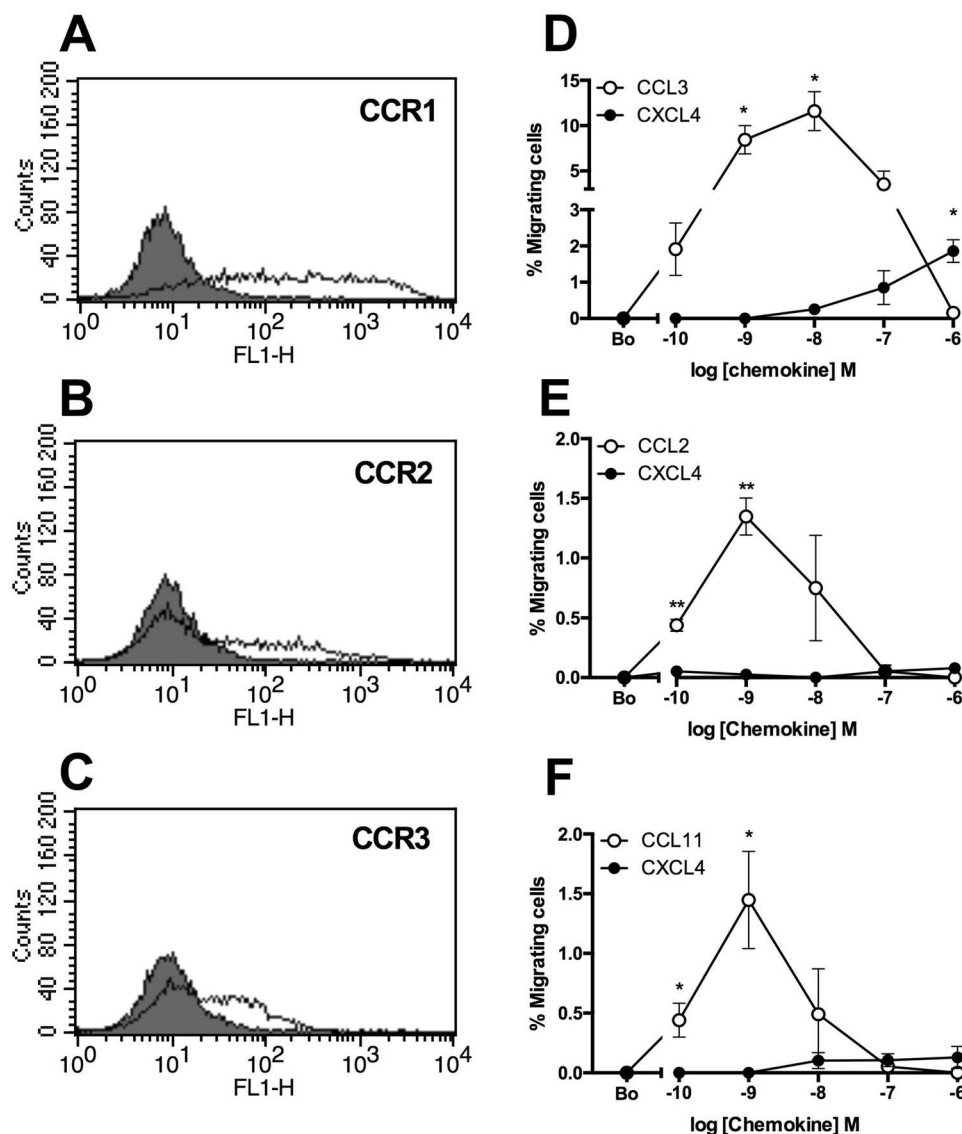 A
CCR1
Counts
0 40 80 120 160 200
10^0 10^1 10^2 10^3 10^4
FL1-H
B
CCR2
Counts
0 40 80 120 160 200
10^0 10^1 10^2 10^3 10^4
FL1-H
C
CCR3
Counts
0 40 80 120 160 200
10^0 10^1 10^2 10^3 10^4
FL1-H
D
CCL3
CXCL4
% Migrating cells
15
10
5
3
2
1
0
* * *
Bo -10 -9 -8 -7 -6
log [chemokine] M
E
CCL2
CXCL4
% Migrating cells
2.0
1.5
1.0
0.5
0.0
** **
Bo -10 -9 -8 -7 -6
log [Chemokine] M
F
CCL11
CXCL4
% Migrating cells
2.0
1.5
1.0
0.5
0.0
* *
Bo -10 -9 -8 -7 -6
log [Chemokine] M